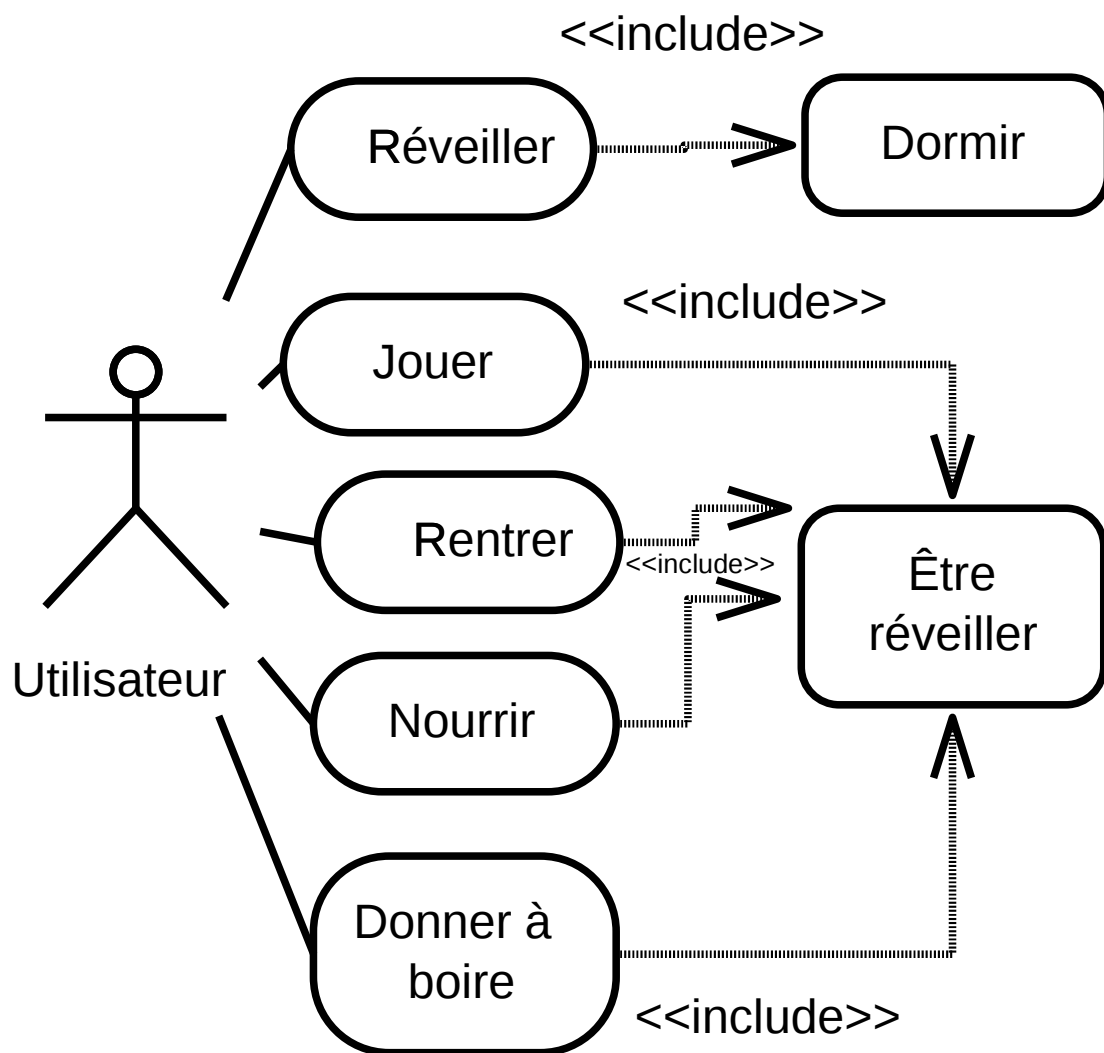 <<include>>
Réveiller
Dormir
<<include>>
Jouer
Rentrer
<<include>>
Être
réveiller
Utilisateur
Nourrir
Donner à
boire
<<include>>